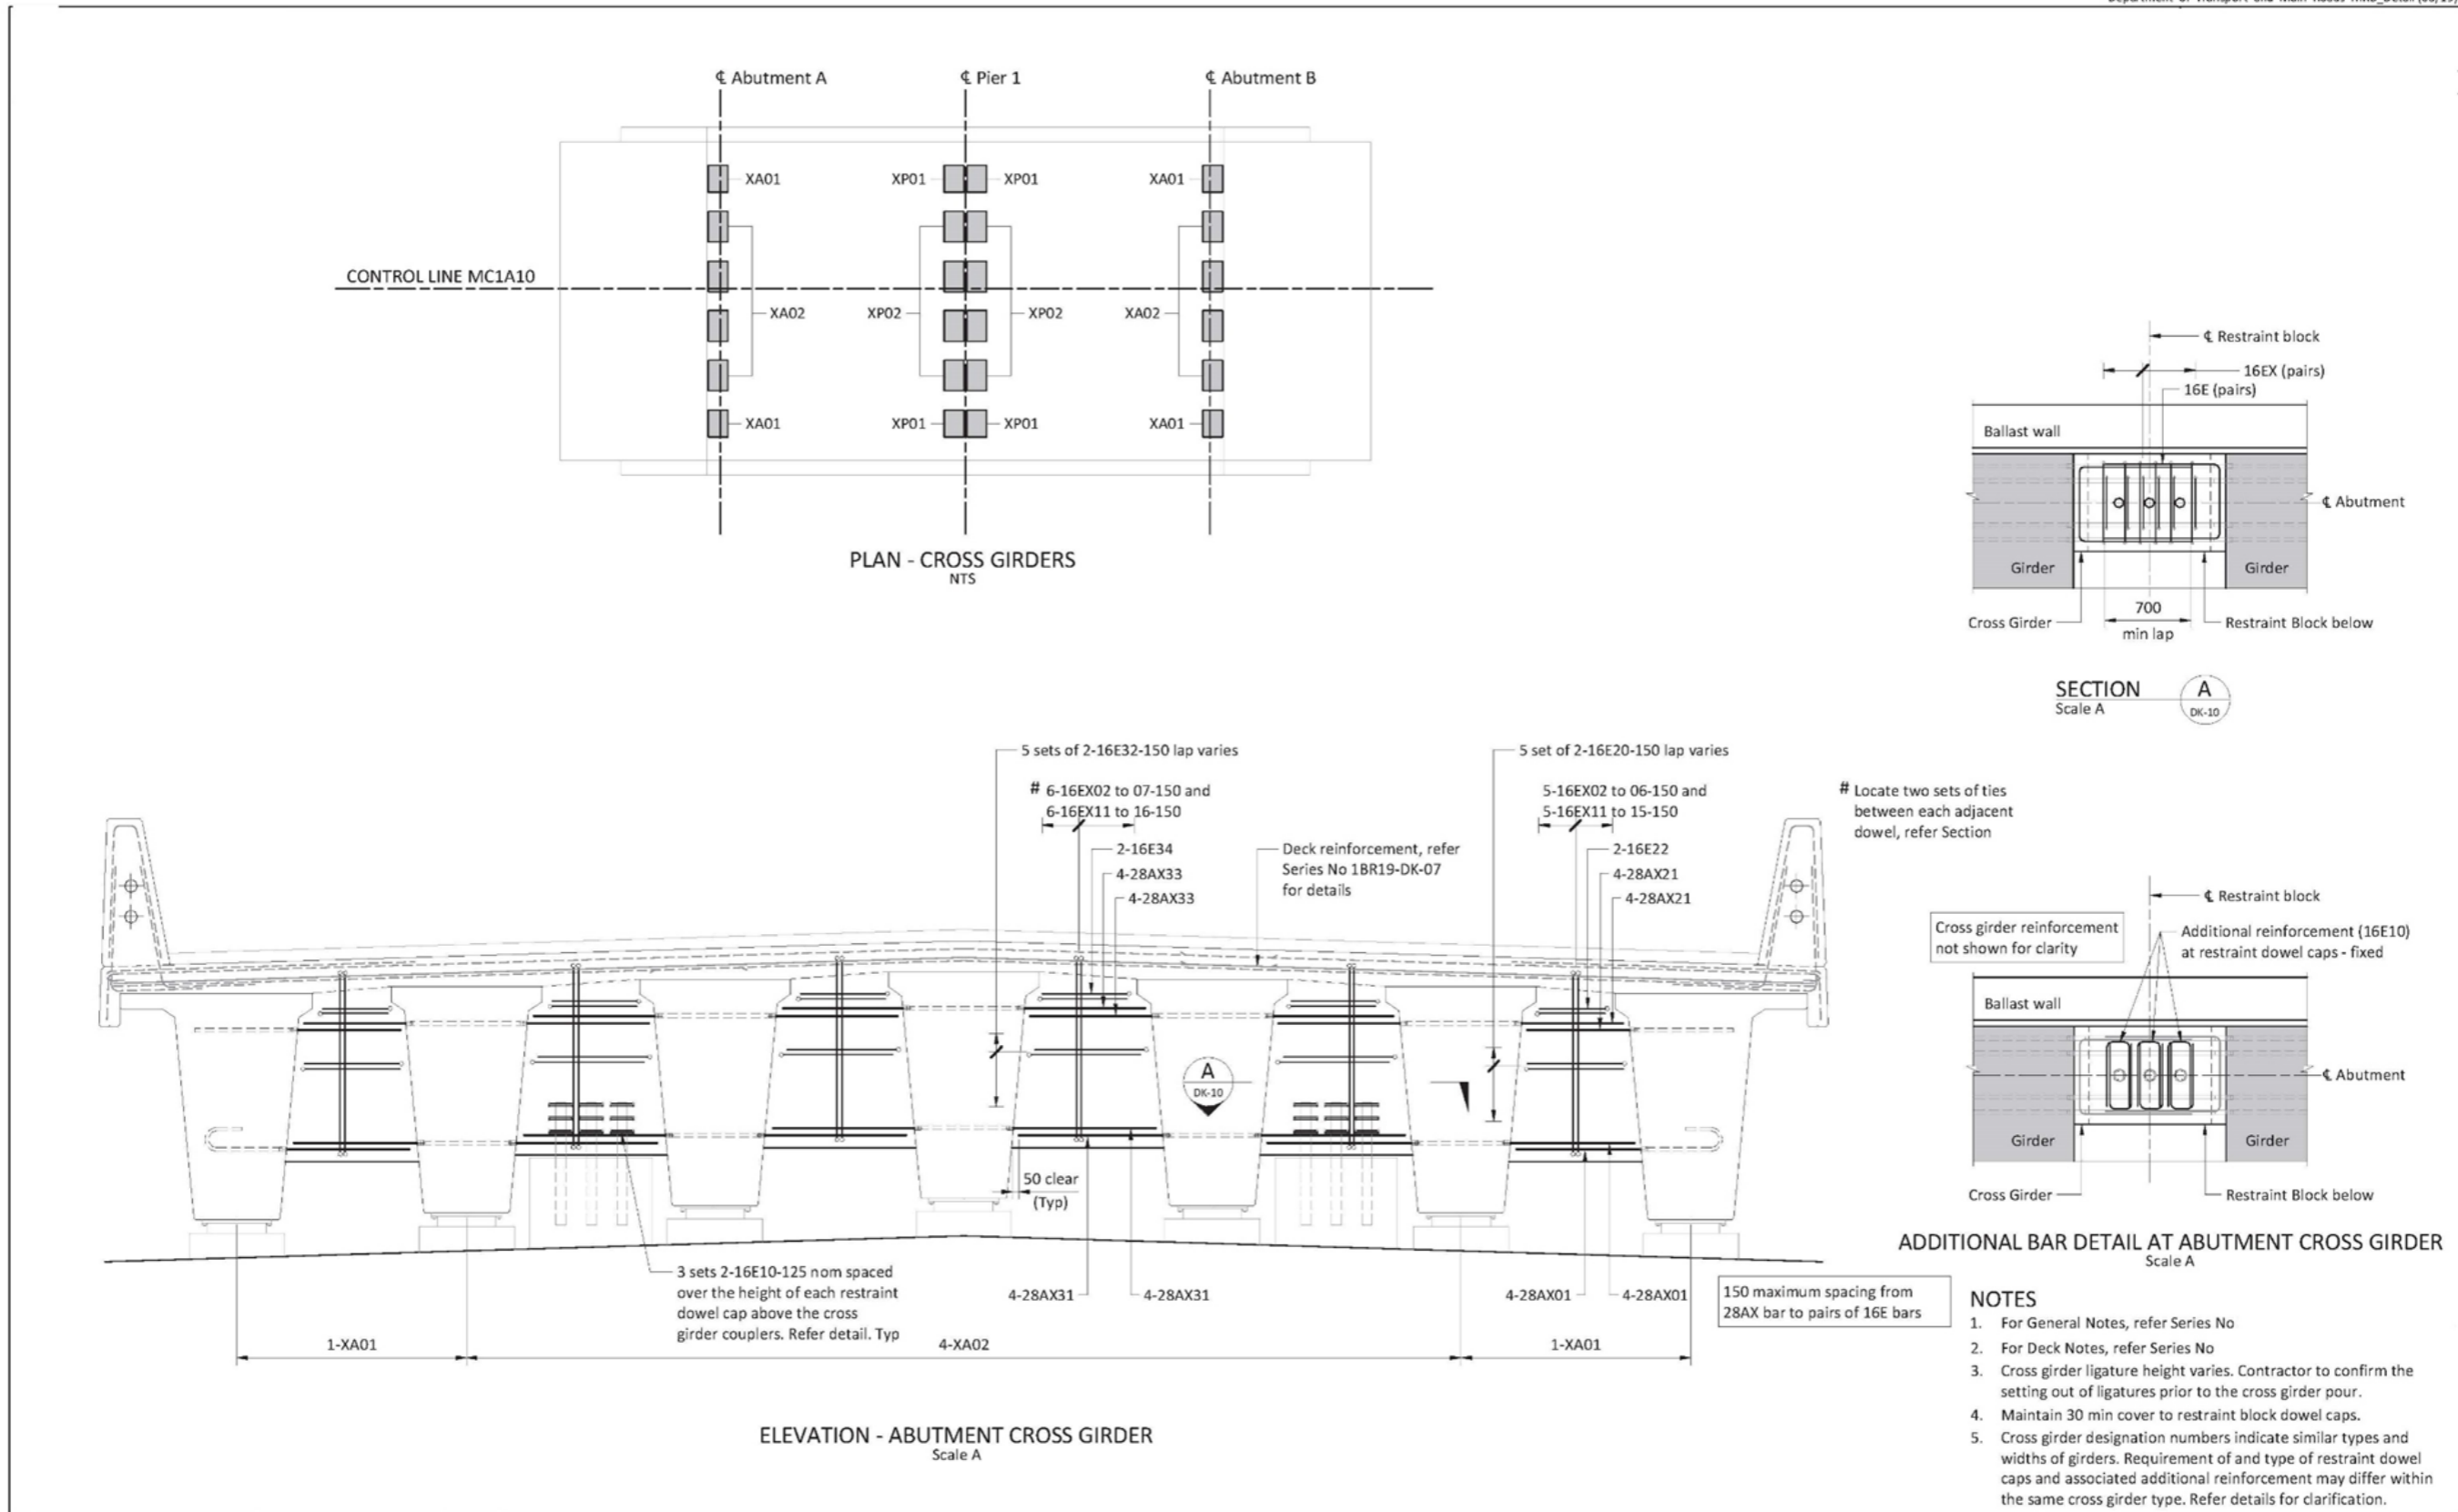 Department of Transport and Main Roads
℄ Abutment A
℄ Pier 1
℄ Abutment B
XA01
XP01
XP01
XA01
CONTROL LINE MC1A10
XA02
XP02
XP02
XA02
XA01
XP01
XP01
XA01
PLAN - CROSS GIRDERS
NTS
℄ Restraint block
16EX (pairs)
16E (pairs)
Ballast wall
℄ Abutment
Girder
Girder
700
min lap
Cross Girder
Restraint Block below
SECTION
Scale A
A
DK-10
5 sets of 2-16E32-150 lap varies
# 6-16EX02 to 07-150 and
6-16EX11 to 16-150
2-16E34
4-28AX33
4-28AX33
Deck reinforcement, refer
Series No 1BR19-DK-07
for details
5 set of 2-16E20-150 lap varies
5-16EX02 to 06-150 and
5-16EX11 to 15-150
2-16E22
4-28AX21
4-28AX21
# Locate two sets of ties
between each adjacent
dowel, refer Section
A
DK-10
50 clear
(Typ)
3 sets 2-16E10-125 nom spaced
over the height of each restraint
dowel cap above the cross
girder couplers. Refer detail. Typ
4-28AX31
4-28AX31
4-28AX01
4-28AX01
150 maximum spacing from
28AX bar to pairs of 16E bars
1-XA01
4-XA02
1-XA01
ELEVATION - ABUTMENT CROSS GIRDER
Scale A
℄ Restraint block
Cross girder reinforcement
not shown for clarity
Additional reinforcement (16E10)
at restraint dowel caps - fixed
Ballast wall
℄ Abutment
Girder
Girder
Cross Girder
Restraint Block below
ADDITIONAL BAR DETAIL AT ABUTMENT CROSS GIRDER
Scale A
NOTES
1. For General Notes, refer Series No
2. For Deck Notes, refer Series No
3. Cross girder ligature height varies. Contractor to confirm the
setting out of ligatures prior to the cross girder pour.
4. Maintain 30 min cover to restraint block dowel caps.
5. Cross girder designation numbers indicate similar types and
widths of girders. Requirement of and type of restraint dowel
caps and associated additional reinforcement may differ within
the same cross girder type. Refer details for clarification.